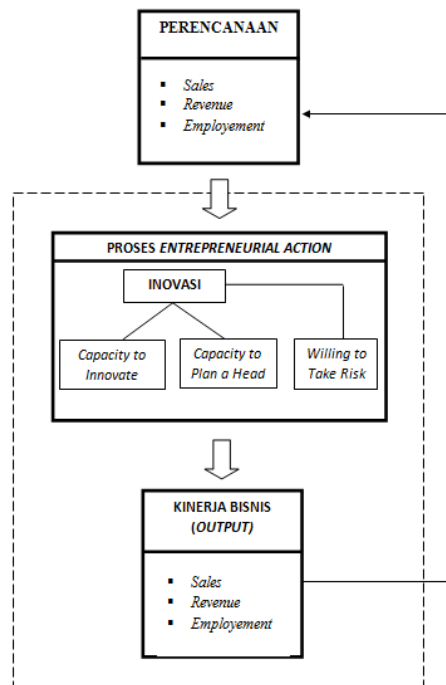 PERENCANAAN
▪ Sales
▪ Revenue
▪ Employement
PROSES ENTREPRENEURIAL ACTION
INOVASI
Capacity to
Innovate
Capacity to
Plan a Head
Willing to
Take Risk
KINERJA BISNIS
(OUTPUT)
▪ Sales
▪ Revenue
▪ Employement